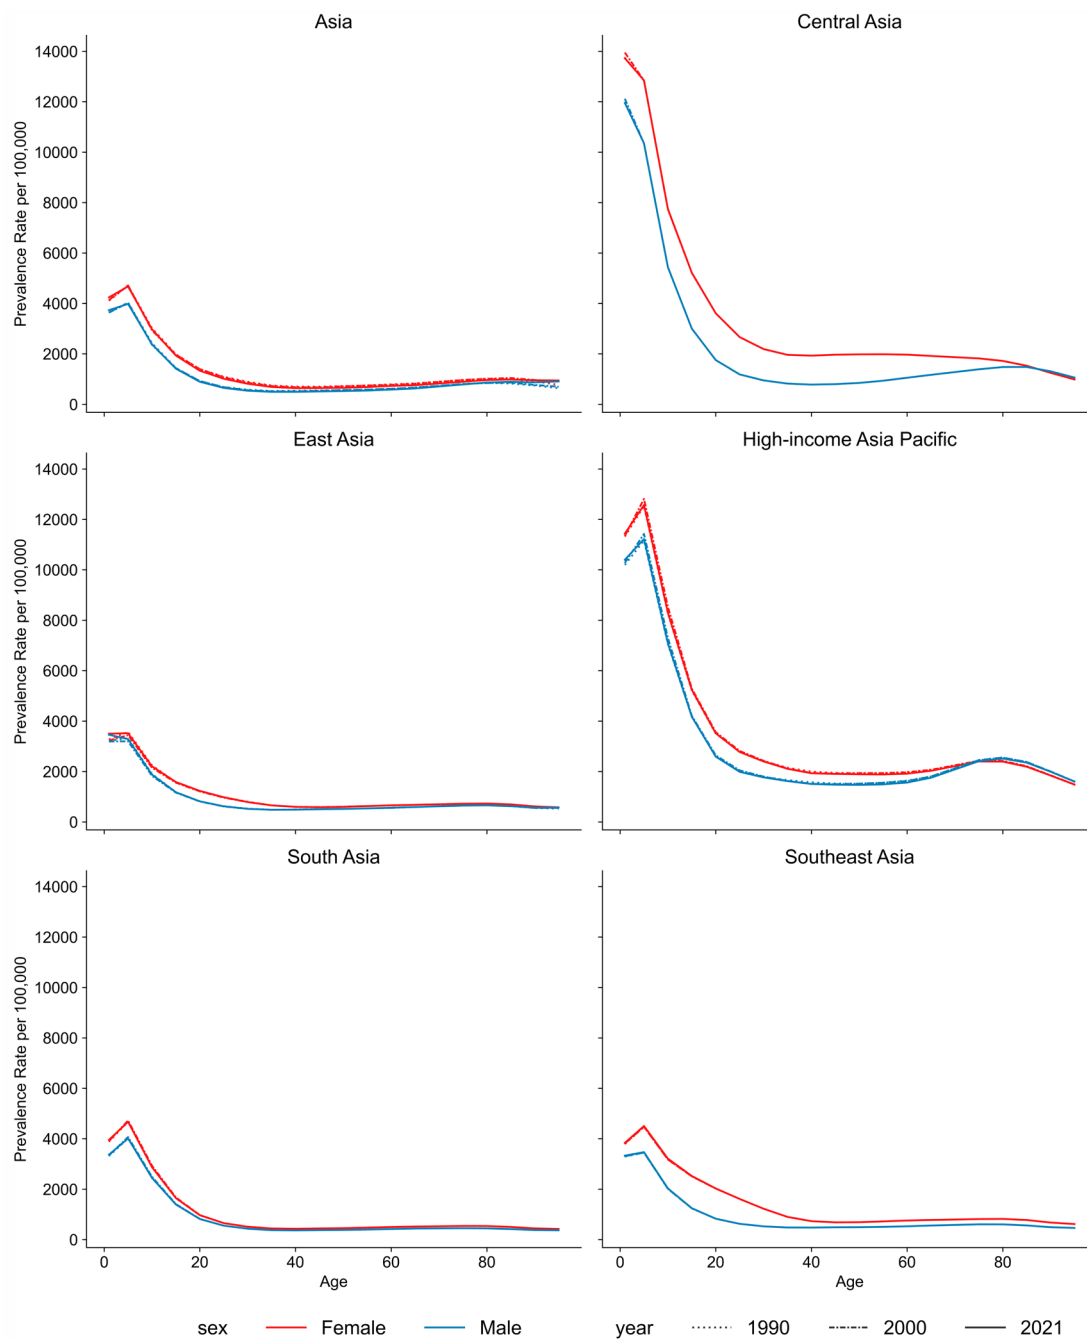 Asia
Central Asia
14000
12000
10000
8000
6000
4000
2000
0
Prevalence Rate per 100,000
East Asia
High-income Asia Pacific
14000
12000
10000
8000
6000
4000
2000
0
Prevalence Rate per 100,000
South Asia
Southeast Asia
14000
12000
10000
8000
6000
4000
2000
0
Prevalence Rate per 100,000
0 20 40 60 80
0 20 40 60 80
Age
Age
sex Female Male year 1990 2000 2021